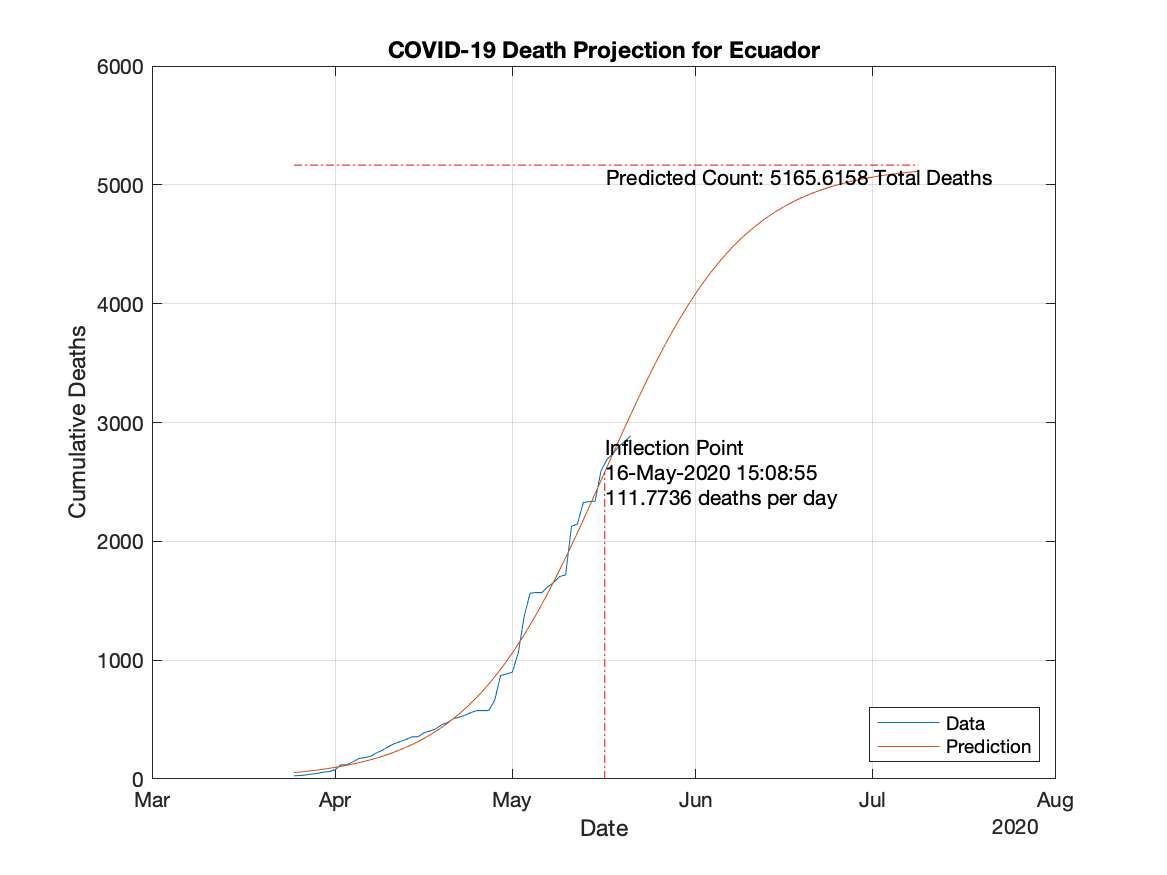 COVID-19 Death Projection for Ecuador
6000
5000
4000
3000
2000
1000
0
Cumulative Deaths
Predicted Count: 5165.6158 Total Deaths
Inflection Point
16-May-2020 15:08:55
111.7736 deaths per day
Data
Prediction
Mar Apr May Jun Jul Aug
Date
2020